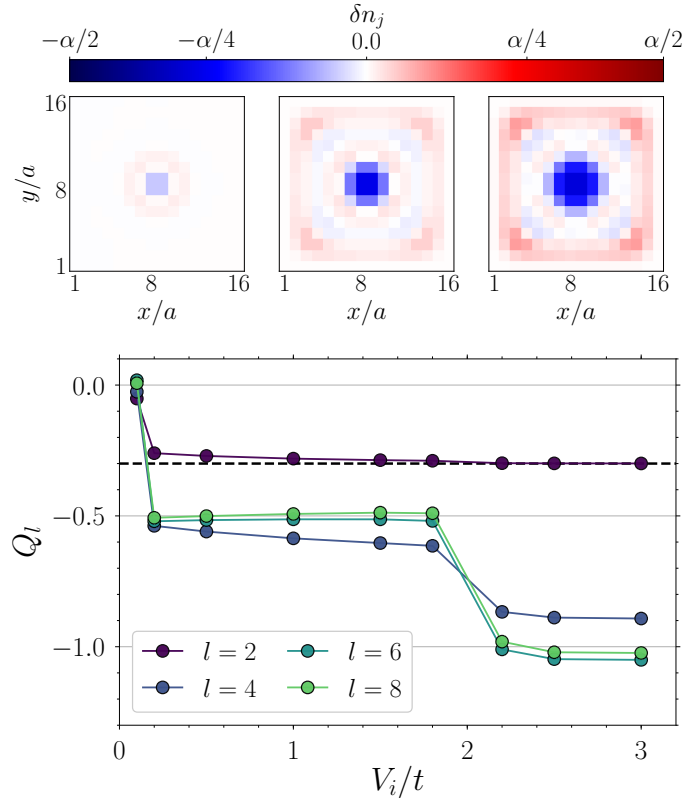 δn_j
−α/2 −α/4 0.0 α/4 α/2
16
8
1
y/a
1 8 16
x/a
1 8 16
x/a
1 8 16
x/a
0.0
−0.5
−1.0
Q_l
l = 2 l = 6
l = 4 l = 8
0 1 2 3
V_i/t